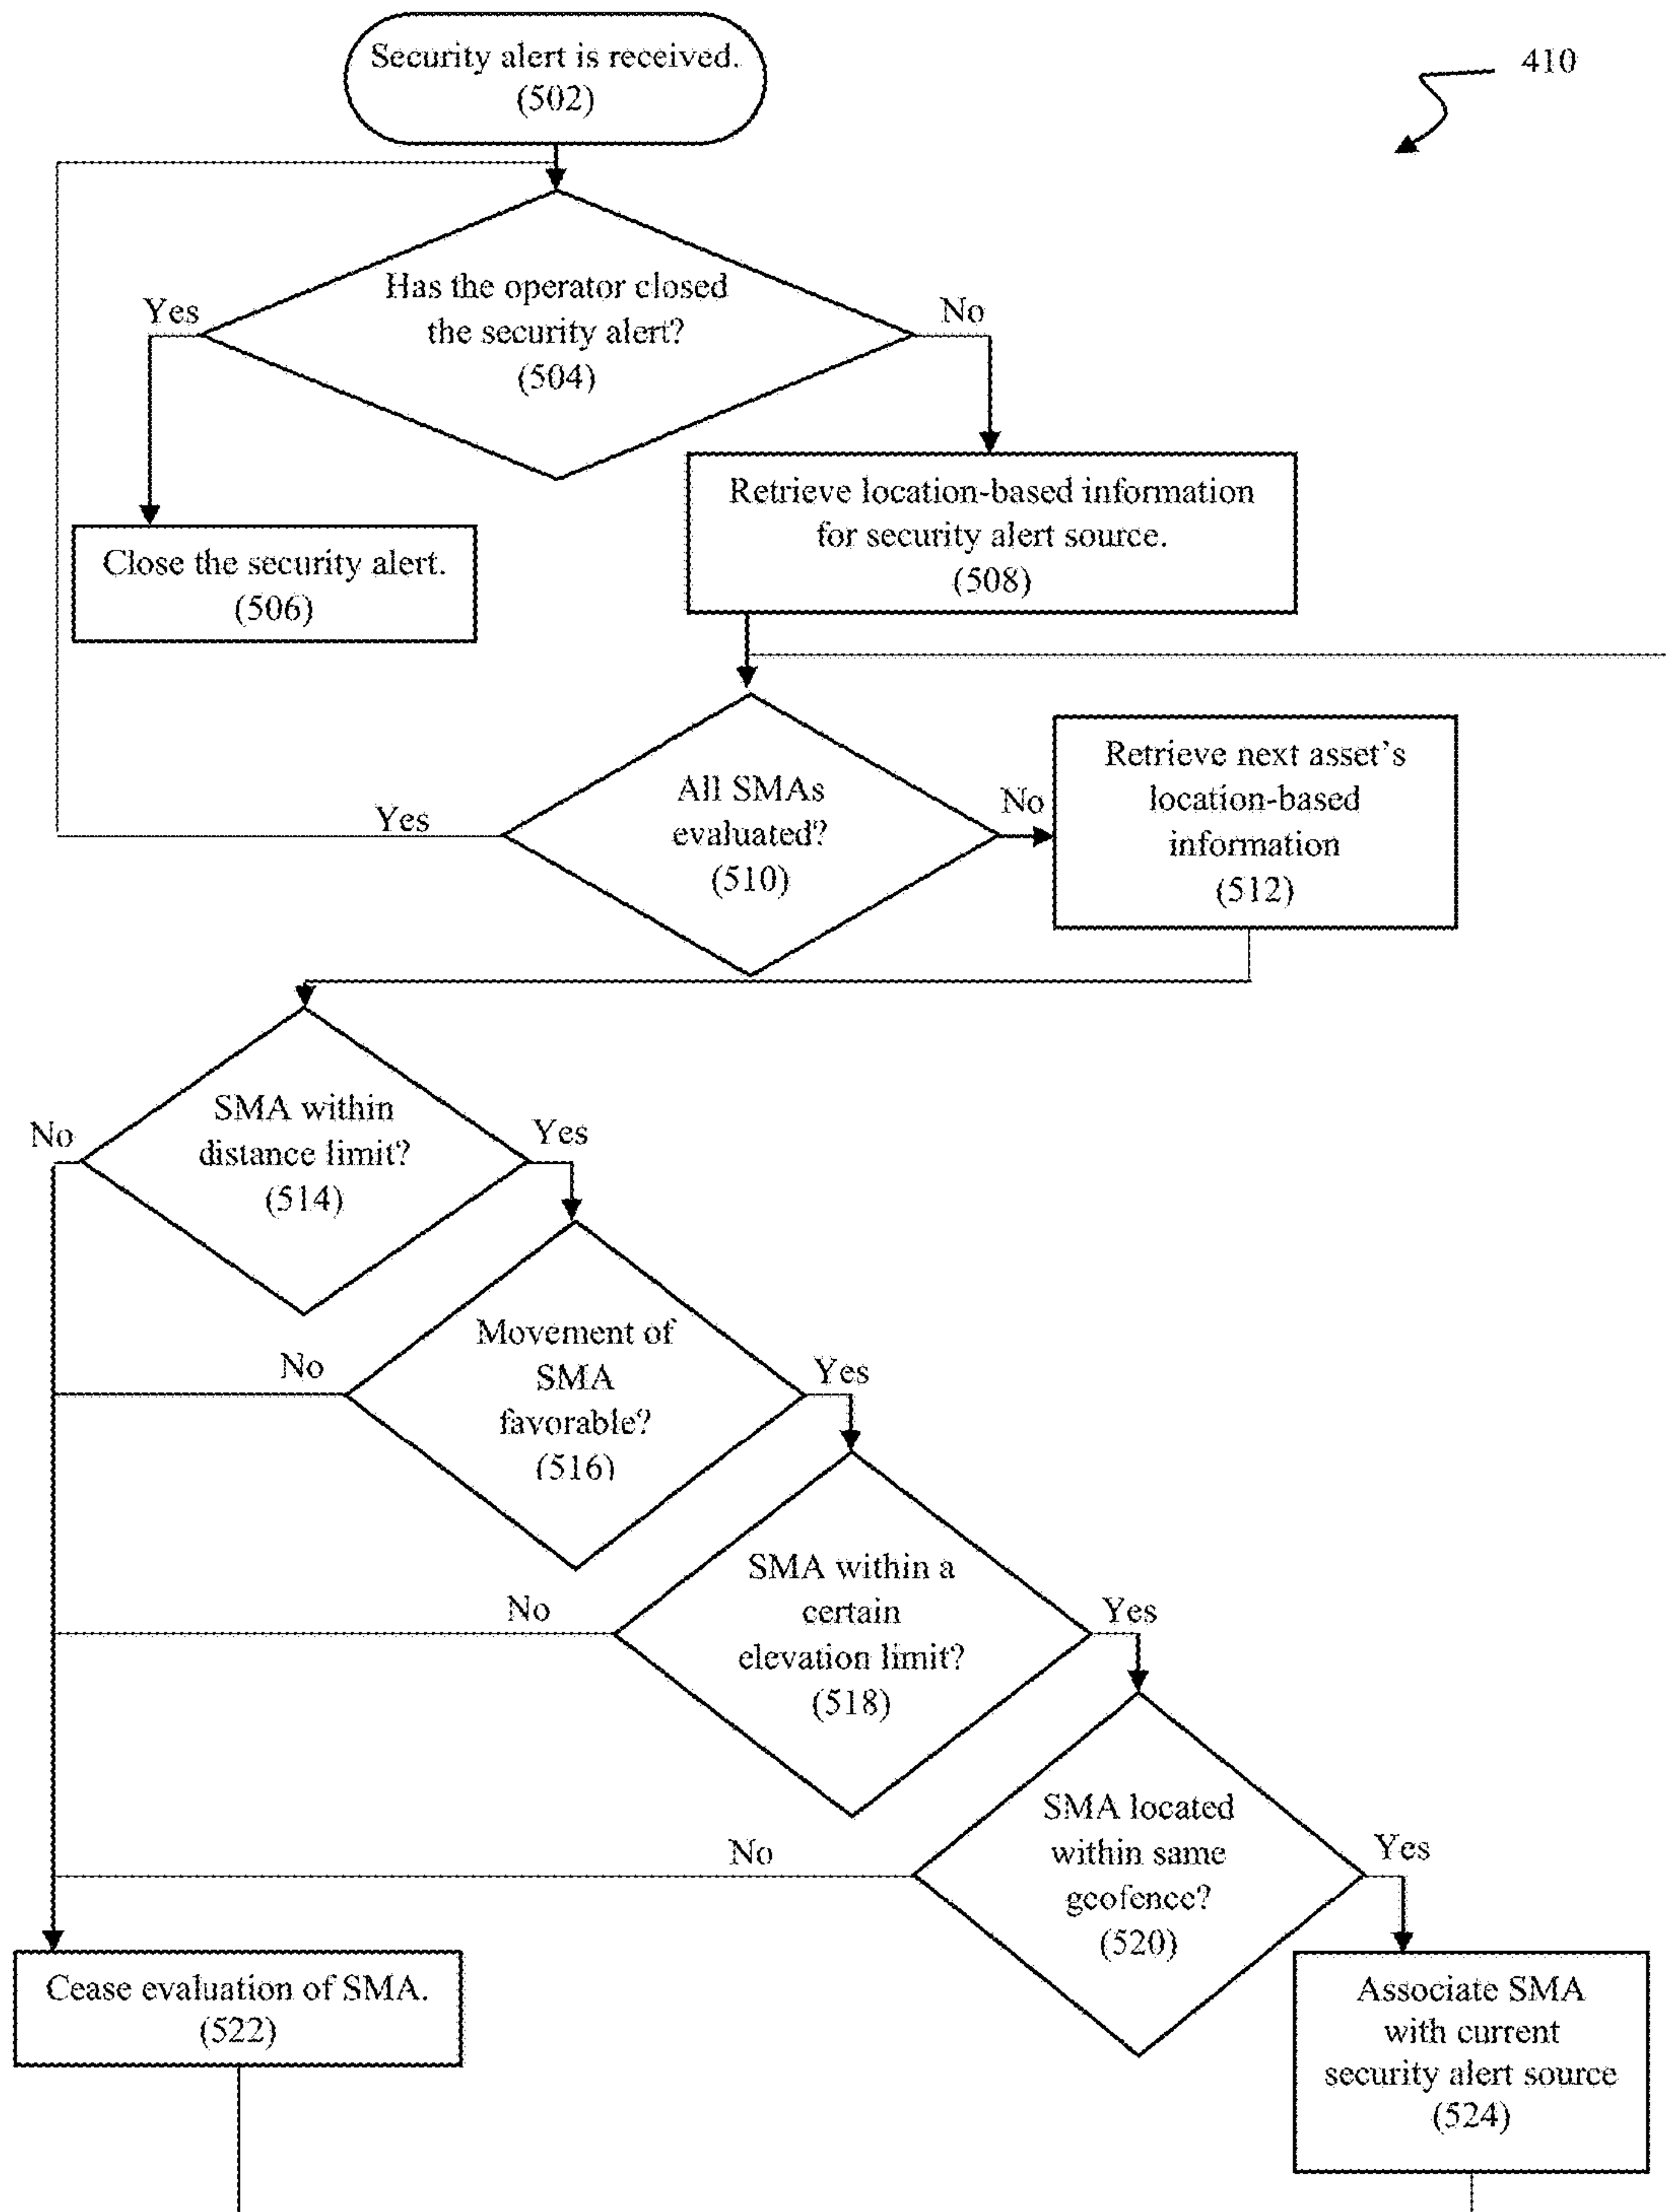 Security alert is received.
(502)
410
Has the operator closed
the security alert?
(504)
Yes
No
Retrieve location-based information
for security alert source.
(508)
Close the security alert.
(506)
All SMAs
evaluated?
(510)
Yes
No
Retrieve next asset's
location-based
information
(512)
SMA within
distance limit?
(514)
No
Yes
Movement of
SMA
favorable?
(516)
No
Yes
SMA within a
certain
elevation limit?
(518)
No
Yes
SMA located
within same
geofence?
(520)
No
Yes
Cease evaluation of SMA.
(522)
Associate SMA
with current
security alert source
(524)